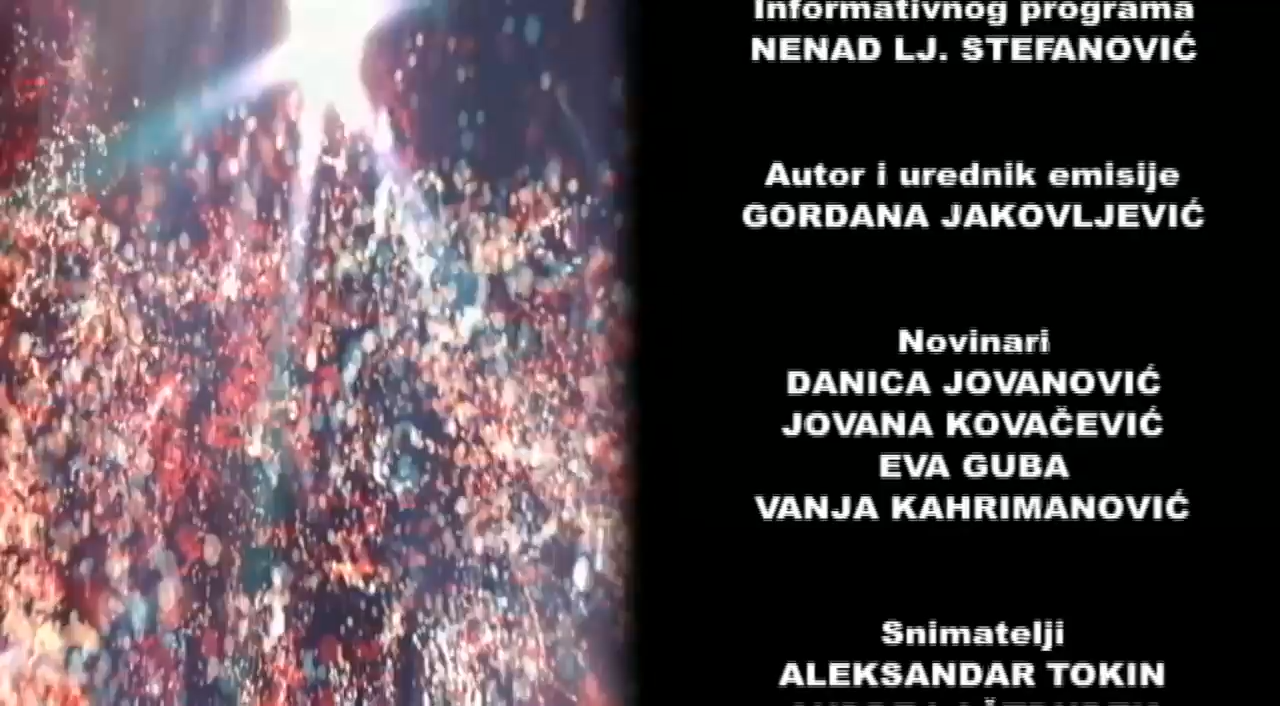 Informativnog programa
NENAD LJ. STEFANOVIĆ
Autor i urednik emisije
GORDANA JAKOVLJEVIĆ
Novinari
DANICA JOVANOVIĆ
JOVANA KOVAČEVIĆ
EVA GUBA
VANJA KAHRIMANOVIĆ
Snimatelji
ALEKSANDAR TOKIN